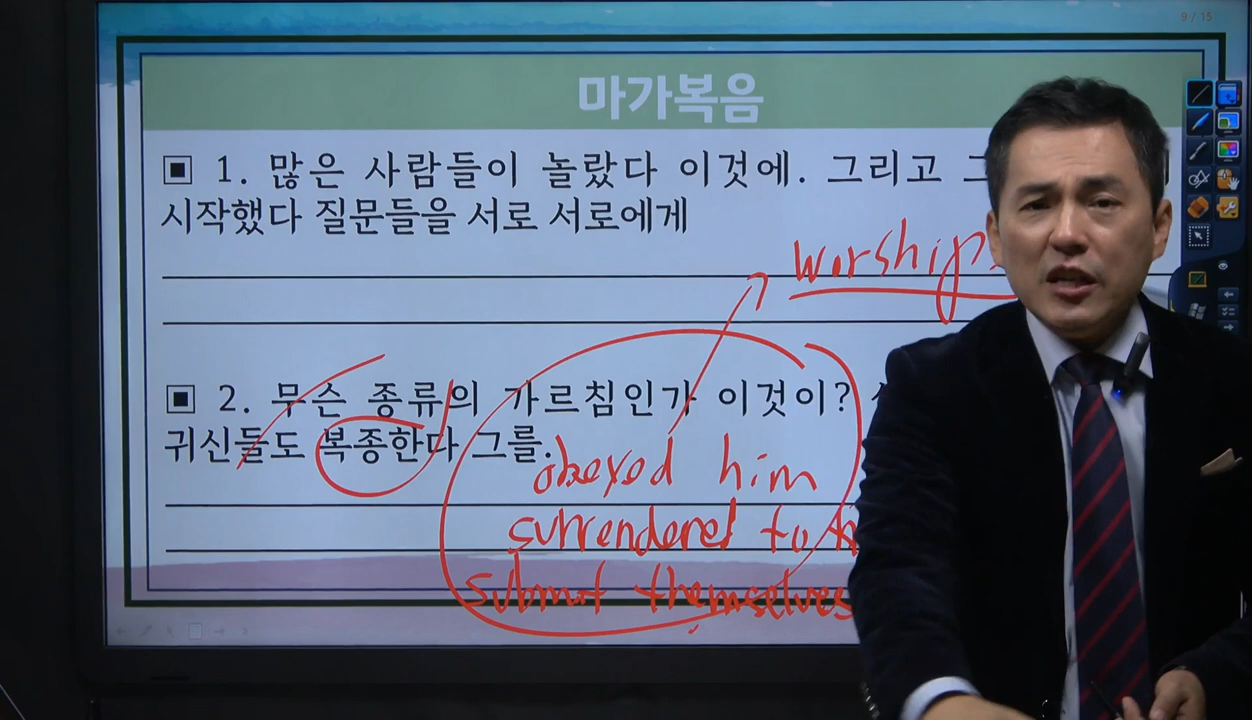 9 / 15
마가복음
▣ 1. 많은 사람들이 놀랐다 이것에. 그리고 그
시작했다 질문들을 서로 서로에게
worship
▣ 2. 무슨 종류의 가르침인가 이것이?
귀신들도 복종한다 그를.
obeyed him
surrendered to
submit themselves